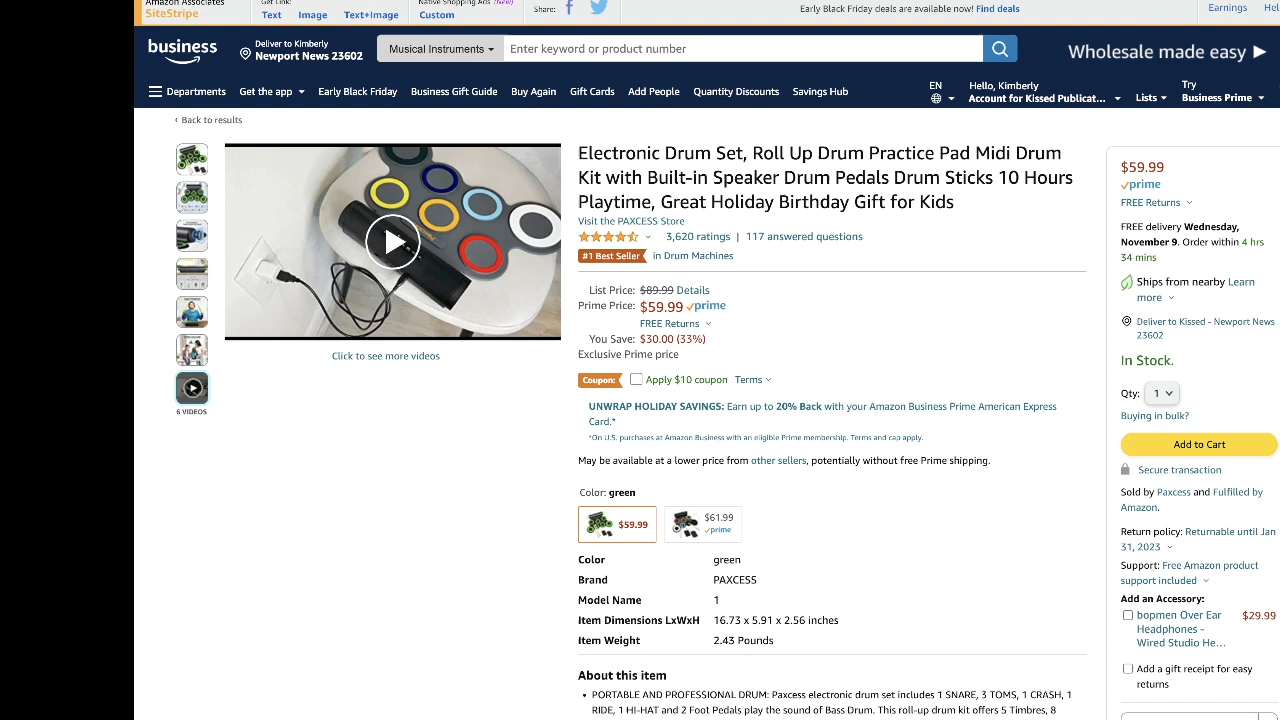 Amazon Associates
SiteStripe
Get Link:
Text Image Text+Image
Native Shopping Ads (New)
Custom
Share:
Early Black Friday deals are available now! Find deals
Earnings Hel
business
Deliver to Kimberly
Newport News 23602
Musical Instruments
Enter keyword or product number
Wholesale made easy
Departments Get the app Early Black Friday Business Gift Guide Buy Again Gift Cards Add People Quantity Discounts Savings Hub
EN
Hello, Kimberly
Account for Kissed Publicat...
Lists
Try
Business Prime
‹ Back to results
6 VIDEOS
Click to see more videos
Electronic Drum Set, Roll Up Drum Practice Pad Midi Drum
Kit with Built-in Speaker Drum Pedals Drum Sticks 10 Hours
Playtime, Great Holiday Birthday Gift for Kids
Visit the PAXCESS Store
3,620 ratings | 117 answered questions
#1 Best Seller in Drum Machines
List Price: $89.99 Details
Prime Price: $59.99 prime
FREE Returns
You Save: $30.00 (33%)
Exclusive Prime price
Coupon: Apply $10 coupon Terms
UNWRAP HOLIDAY SAVINGS: Earn up to 20% Back with your Amazon Business Prime American Express
Card.*
*On U.S. purchases at Amazon Business with an eligible Prime membership. Terms and cap apply.
May be available at a lower price from other sellers, potentially without free Prime shipping.
Color: green
$59.99
$61.99
prime
Color green
Brand PAXCESS
Model Name 1
Item Dimensions LxWxH 16.73 x 5.91 x 2.56 inches
Item Weight 2.43 Pounds
About this item
• PORTABLE AND PROFESSIONAL DRUM: Paxcess electronic drum set includes 1 SNARE, 3 TOMS, 1 CRASH, 1
RIDE, 1 HI-HAT and 2 Foot Pedals play the sound of Bass Drum. This roll-up drum kit offers 5 Timbres, 8
$59.99
prime
FREE Returns
FREE delivery Wednesday,
November 9. Order within 4 hrs
34 mins
Ships from nearby Learn
more
Deliver to Kissed - Newport News
23602
In Stock.
Qty: 1
Buying in bulk?
Add to Cart
Secure transaction
Sold by Paxcess and Fulfilled by
Amazon.
Return policy: Returnable until Jan
31, 2023
Support: Free Amazon product
support included
Add an Accessory:
bopmen Over Ear $29.99
Headphones -
Wired Studio He...
Add a gift receipt for easy
returns